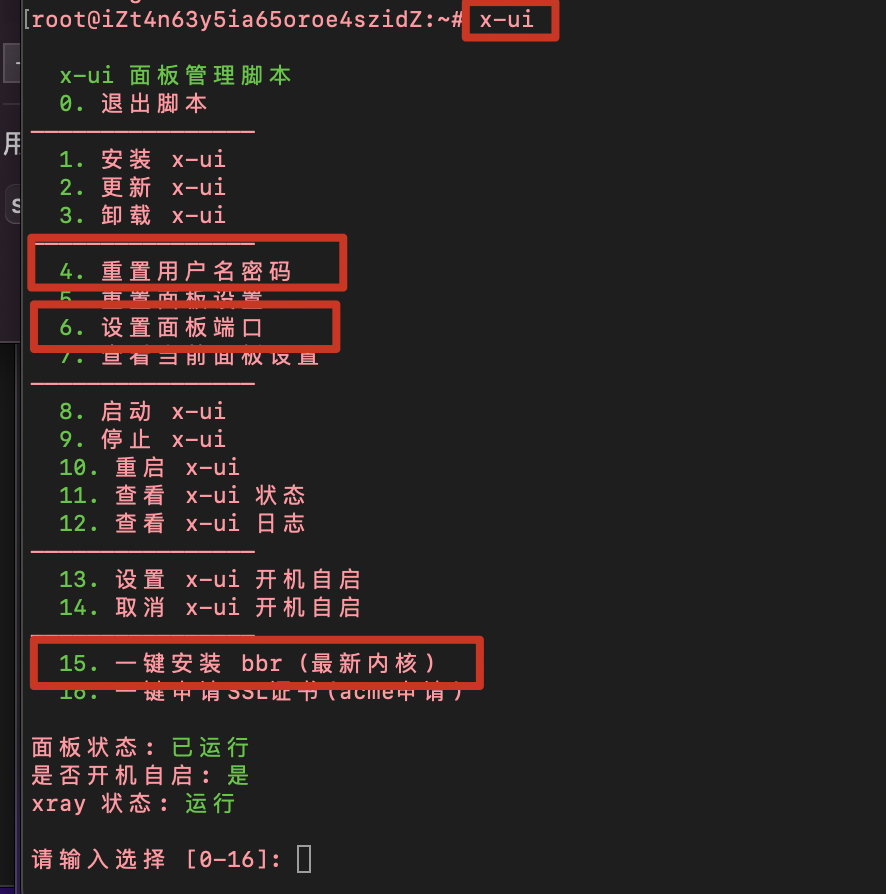 [root@iZt4n63y5ia65oroe4szidZ:~# x-ui
x-ui 面板管理脚本
0. 退出脚本
1. 安装 x-ui
2. 更新 x-ui
3. 卸载 x-ui
4. 重置用户名密码
5. 重置面板设置
6. 设置面板端口
7. 查看当前面板设置
8. 启动 x-ui
9. 停止 x-ui
10. 重启 x-ui
11. 查看 x-ui 状态
12. 查看 x-ui 日志
13. 设置 x-ui 开机自启
14. 取消 x-ui 开机自启
15. 一键安装 bbr (最新内核)
16. 一键申请SSL证书(acme申请)
面板状态: 已运行
是否开机自启: 是
xray 状态: 运行
请输入选择 [0-16]:
用
S